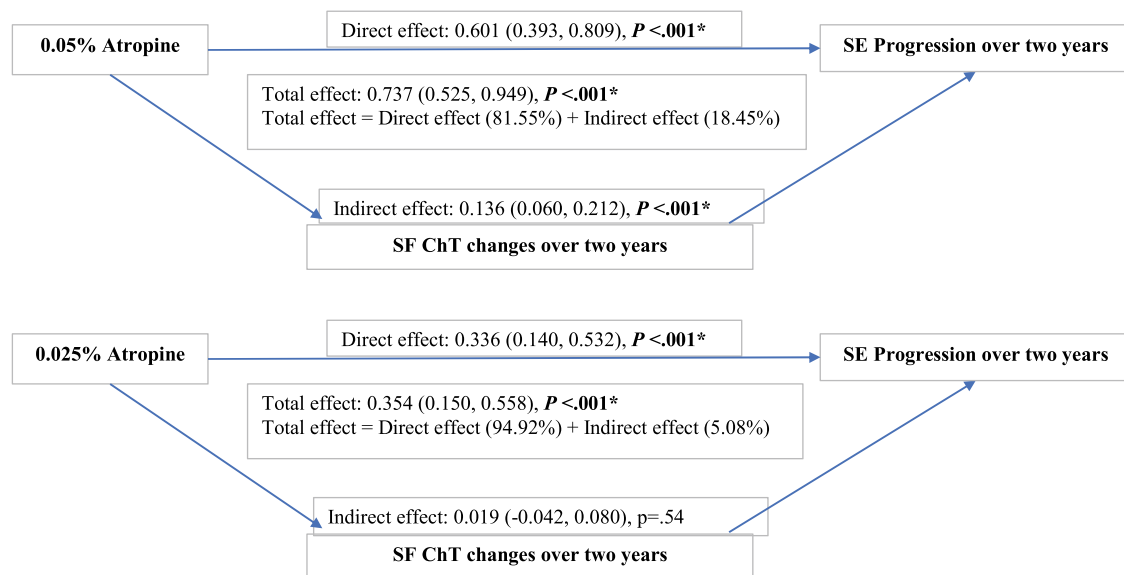 Direct effect: 0.601 (0.393, 0.809), P <.001*
0.05% Atropine
SE Progression over two years
Total effect: 0.737 (0.525, 0.949), P <.001*
Total effect = Direct effect (81.55%) + Indirect effect (18.45%)
Indirect effect: 0.136 (0.060, 0.212), P <.001*
SF ChT changes over two years
Direct effect: 0.336 (0.140, 0.532), P <.001*
0.025% Atropine
SE Progression over two years
Total effect: 0.354 (0.150, 0.558), P <.001*
Total effect = Direct effect (94.92%) + Indirect effect (5.08%)
Indirect effect: 0.019 (-0.042, 0.080), p=.54
SF ChT changes over two years